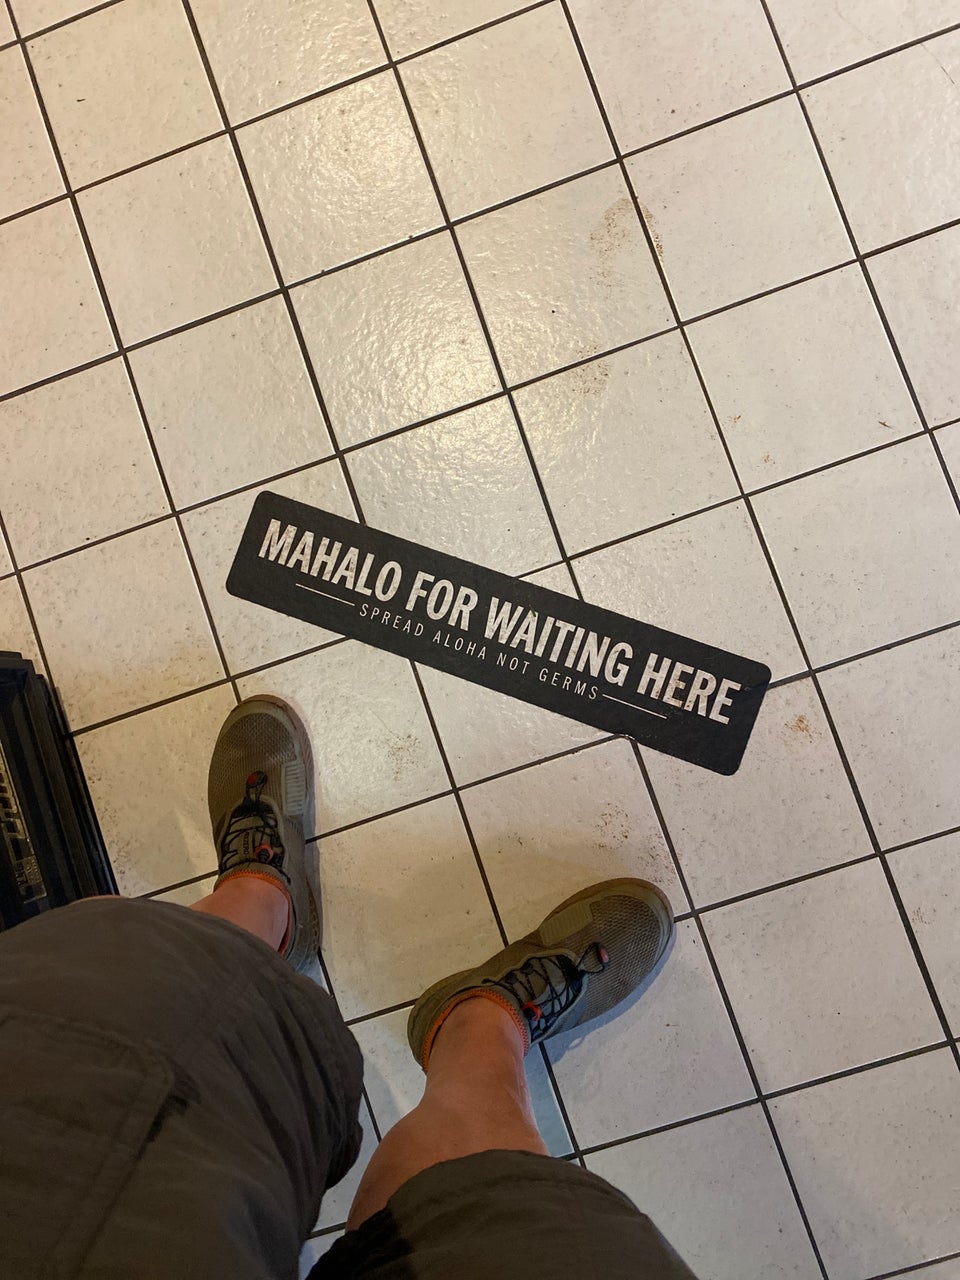 MAHALO FOR WAITING HERE
SPREAD ALOHA NOT GERMS